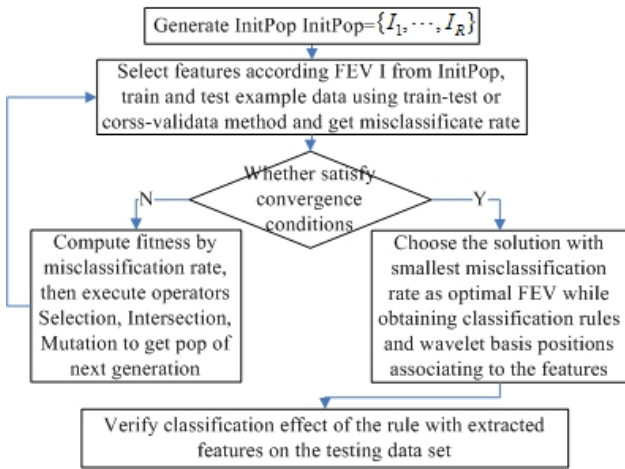 Generate InitPop InitPop={I₁,⋯,I_R}
Select features according FEV I from InitPop,
train and test example data using train-test or
corss-validata method and get misclassificate rate
Whether satisfy
convergence
conditions
N
Y
Compute fitness by
misclassification rate,
then execute operators
Selection, Intersection,
Mutation to get pop of
next generation
Choose the solution with
smallest misclassification
rate as optimal FEV while
obtaining classification rules
and wavelet basis positions
associating to the features
Verify classification effect of the rule with extracted
features on the testing data set